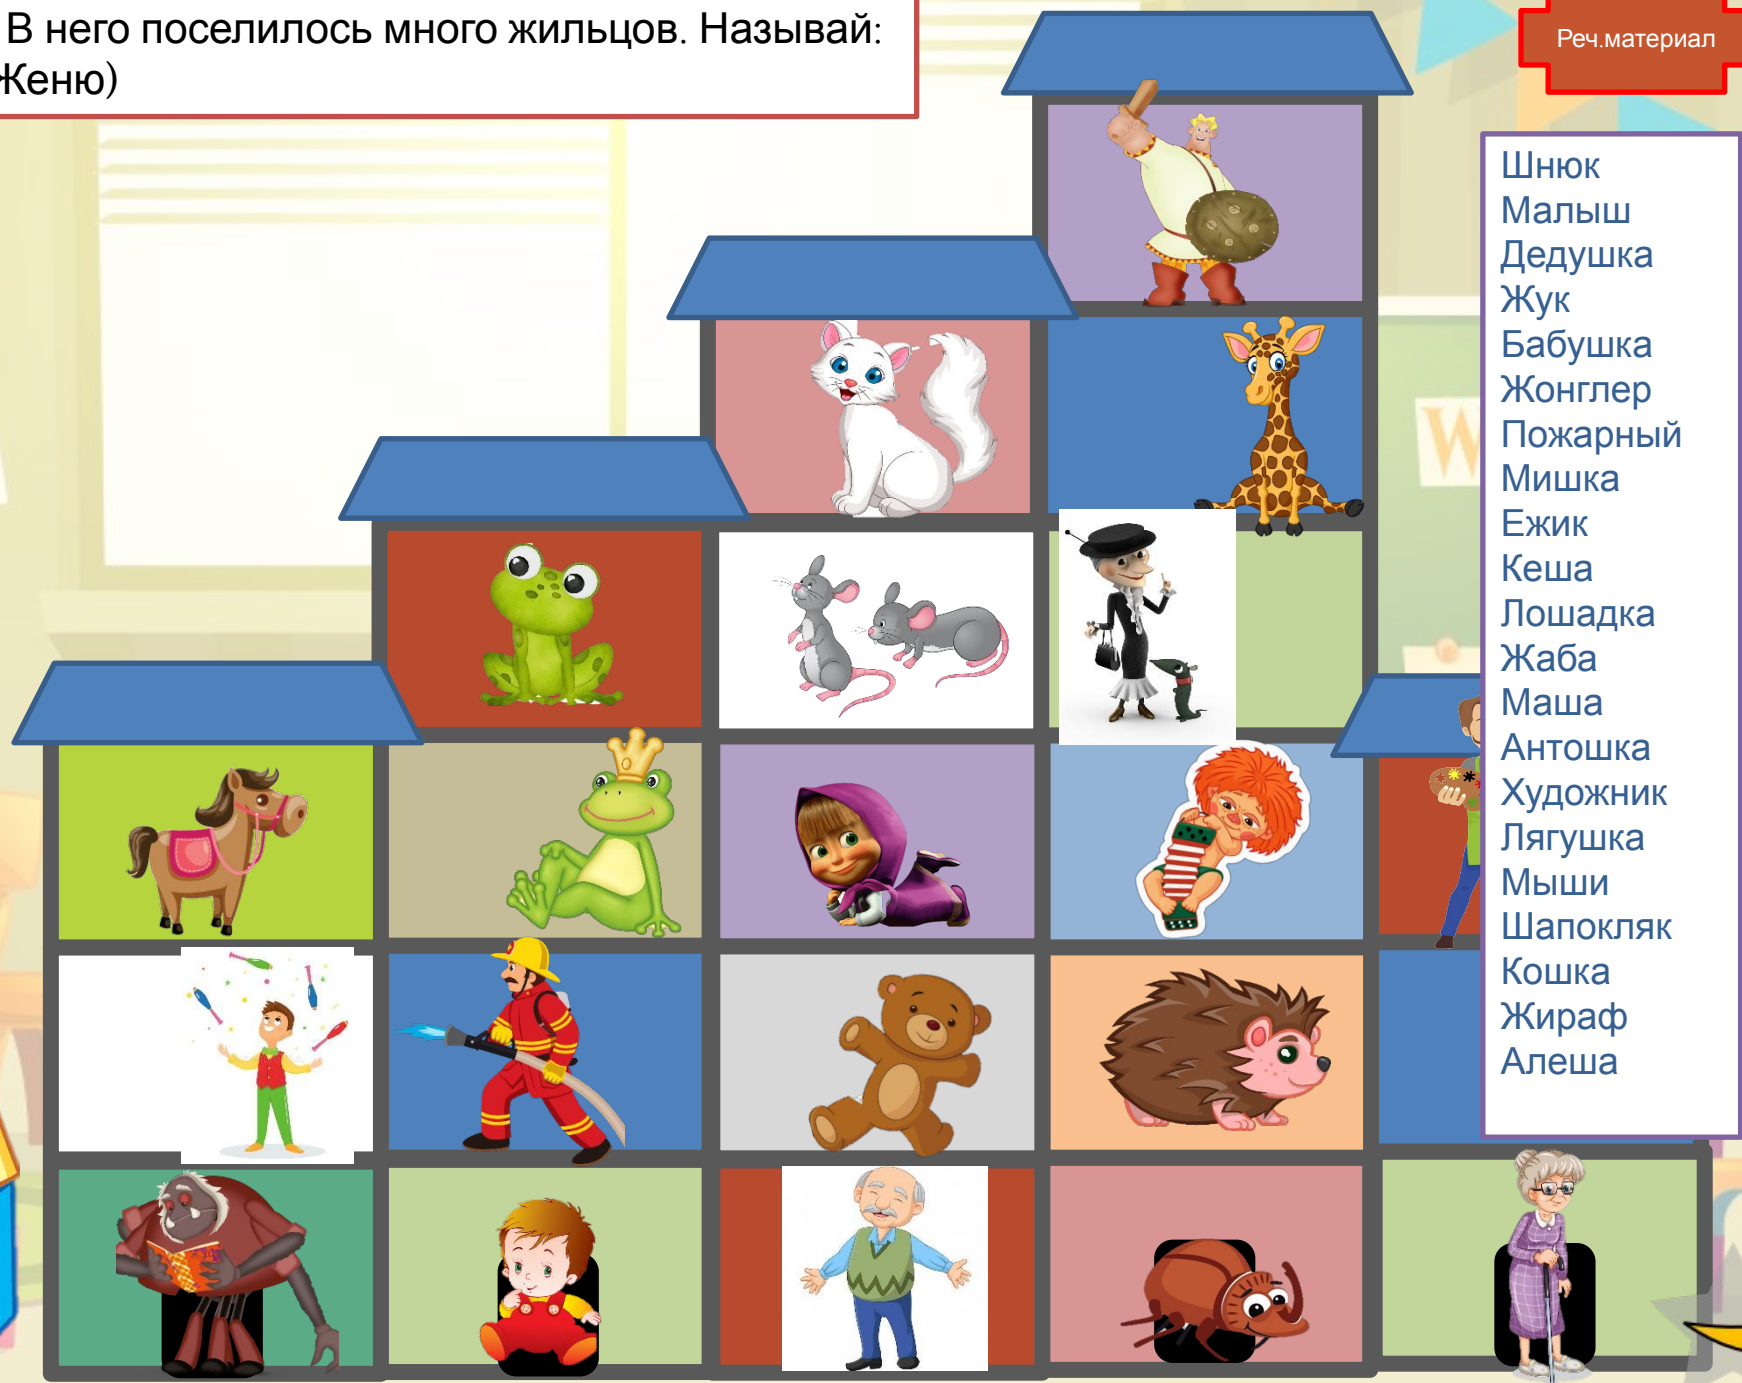 В него поселилось много жильцов. Называй:
Женю)
Реч.материал
Шнюк
Малыш
Дедушка
Жук
Бабушка
Жонглер
Пожарный
Мишка
Ежик
Кеша
Лошадка
Жаба
Маша
Антошка
Художник
Лягушка
Мыши
Шапокляк
Кошка
Жираф
Алеша
W